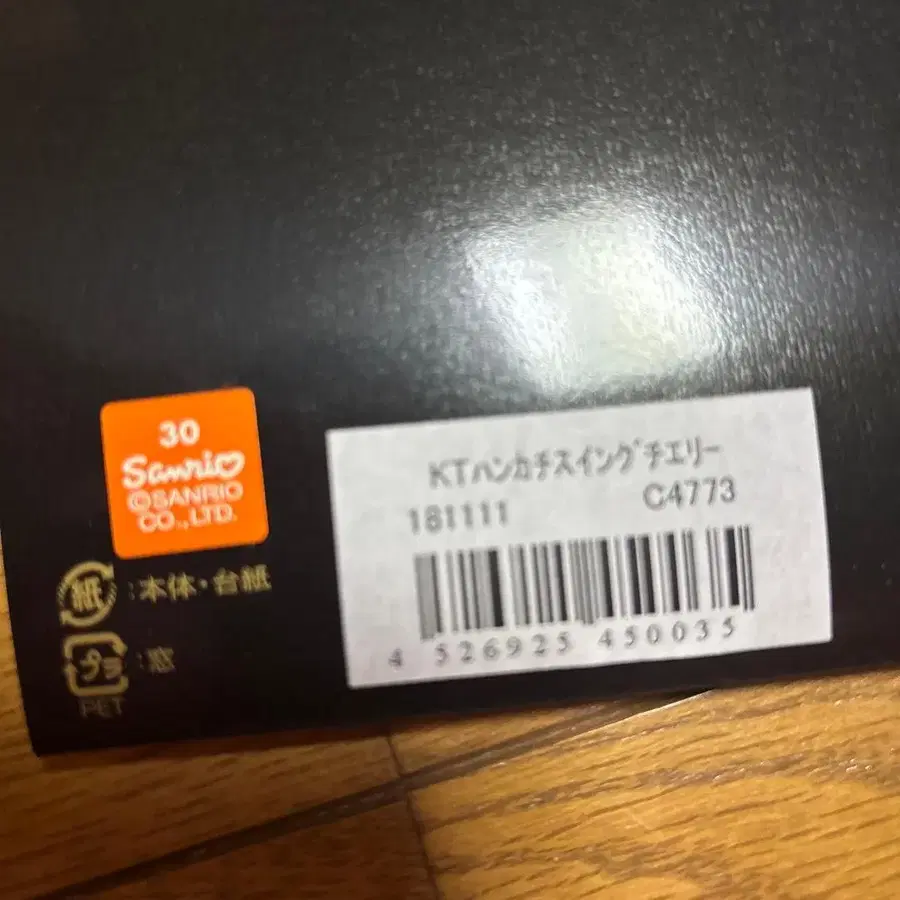 30
Sanrio
©SANRIO
CO.,LTD.
紙:本体・台紙
プラ:窓
PET
KTハンカチスイングチエリー
181111 C4773
4 526925 450035